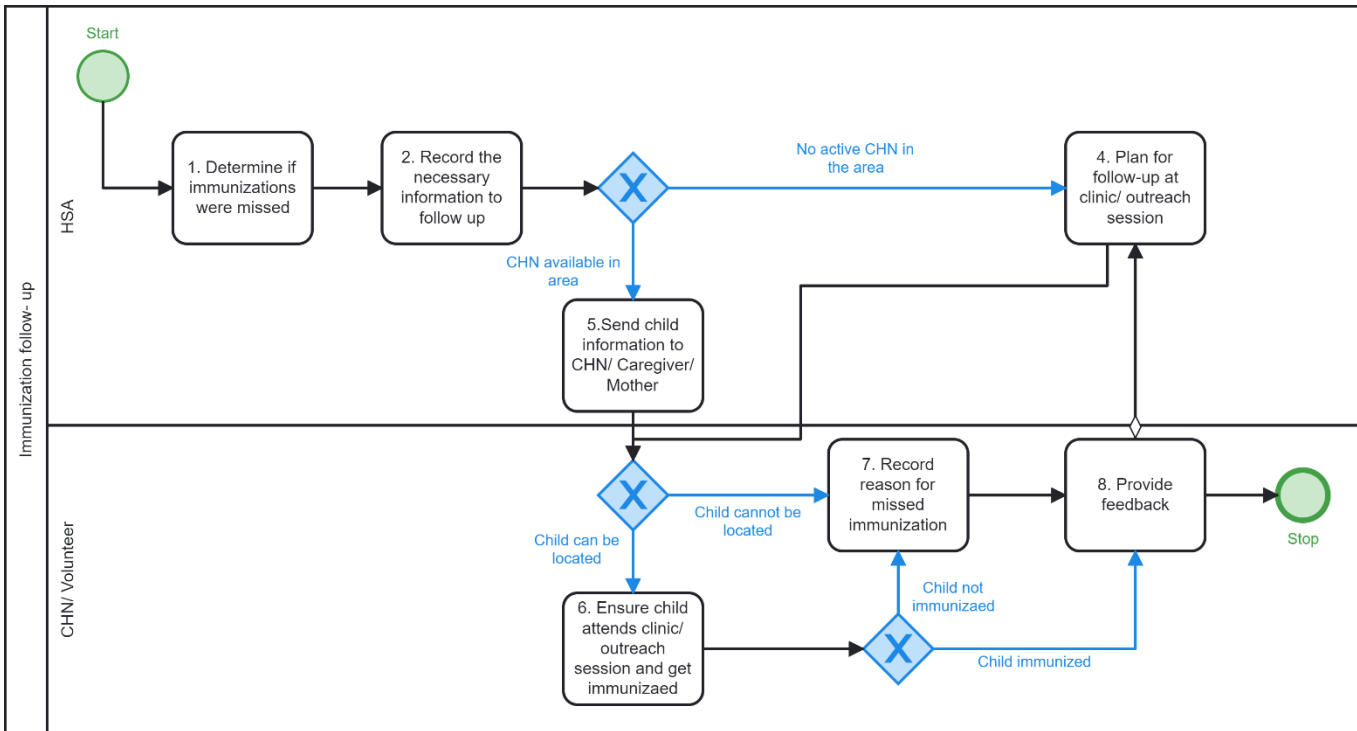 Immunization follow- up
HSA
Start
1. Determine if
immunizations
were missed
2. Record the
necessary
information to
follow up
No active CHN in
the area
4. Plan for
follow-up at
clinic/ outreach
session
CHN available in
area
5.Send child
information to
CHN/ Caregiver/
Mother
CHN/ Volunteer
Child cannot be
located
Child can be
located
7. Record
reason for
missed
immunization
8. Provide
feedback
Stop
6. Ensure child
attends clinic/
outreach
session and get
immunizaed
Child not
immunizaed
Child immunized